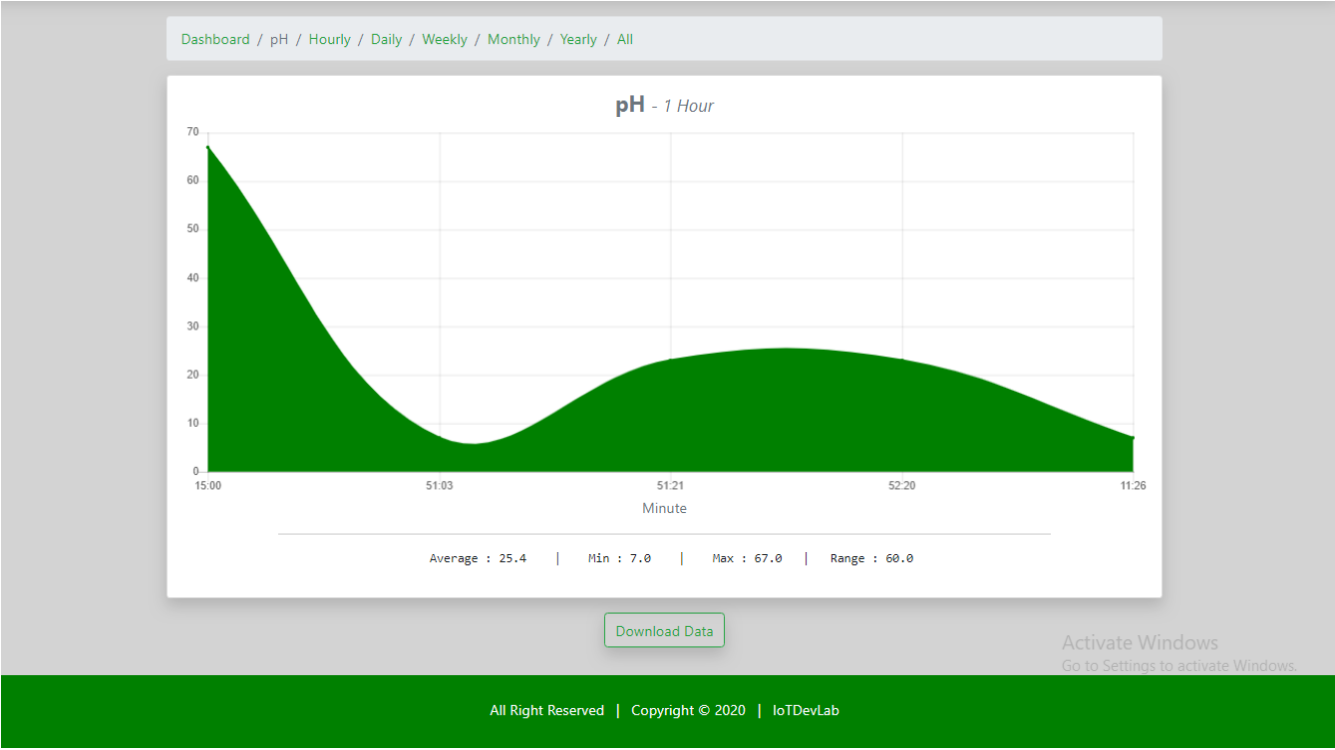 Dashboard / pH / Hourly / Daily / Weekly / Monthly / Yearly / All
pH - 1 Hour
70
60
50
40
30
20
10
0
15:00 51:03 51:21 52:20 11:26
Minute
Average : 25.4 | Min : 7.0 | Max : 67.0 | Range : 60.0
Download Data
Activate Windows
Go to Settings to activate Windows.
All Right Reserved | Copyright © 2020 | IoTDevLab